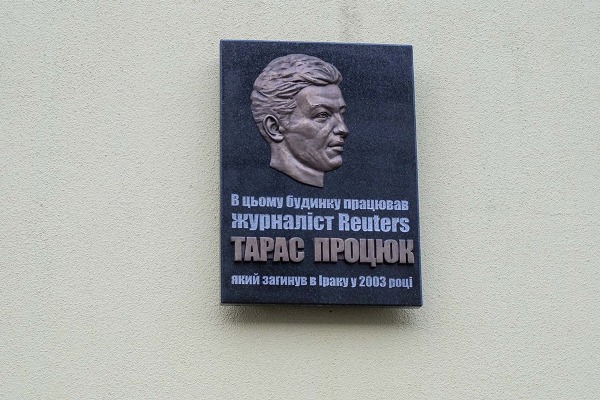 В цьому будинку працював
журналіст Reuters
ТАРАС ПРОЦЮК
який загинув в Іраку у 2003 році